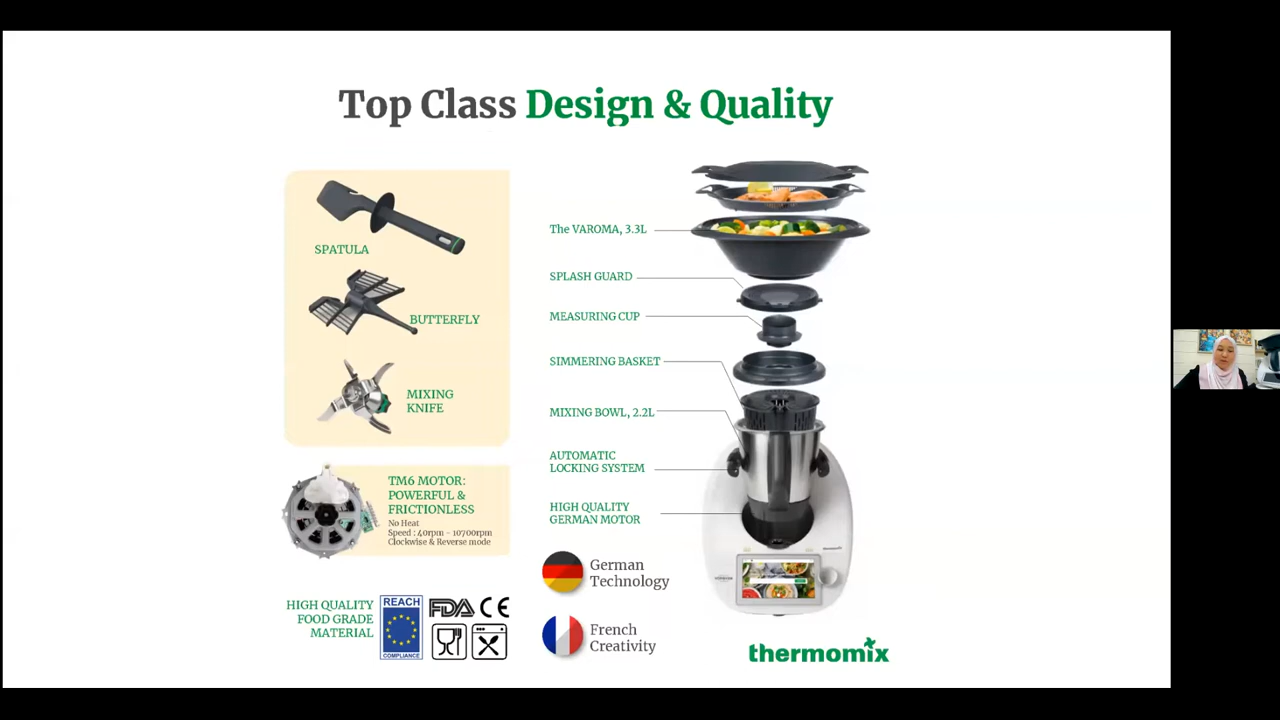 Top Class Design & Quality
SPATULA
BUTTERFLY
MIXING
KNIFE
TM6 MOTOR:
POWERFUL &
FRICTIONLESS
No Heat
Speed : 40rpm - 10700rpm
Clockwise & Reverse mode
HIGH QUALITY
FOOD GRADE
MATERIAL
REACH
COMPLIANCE
FDA CE
The VAROMA, 3.3L
SPLASH GUARD
MEASURING CUP
SIMMERING BASKET
MIXING BOWL, 2.2L
AUTOMATIC
LOCKING SYSTEM
HIGH QUALITY
GERMAN MOTOR
German
Technology
French
Creativity
thermomix